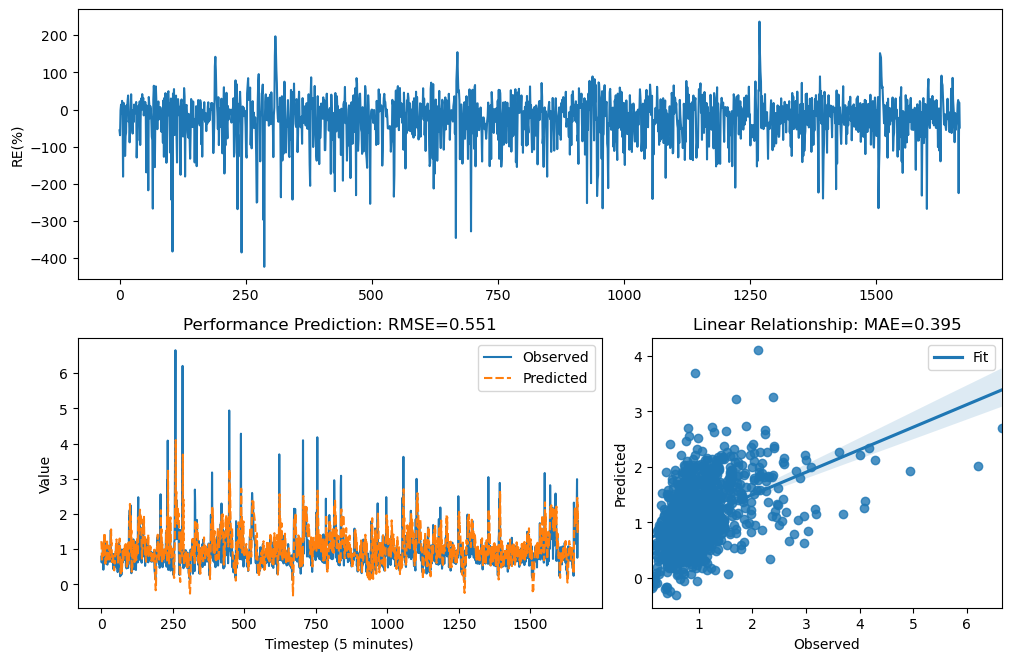 200
100
0
−100
−200
−300
−400
RE(%)
0 250 500 750 1000 1250 1500
Performance Prediction: RMSE=0.551
6
5
4
3
2
1
0
Value
Observed
Predicted
0 250 500 750 1000 1250 1500
Timestep (5 minutes)
Linear Relationship: MAE=0.395
4
3
2
1
0
Predicted
Fit
1 2 3 4 5 6
Observed